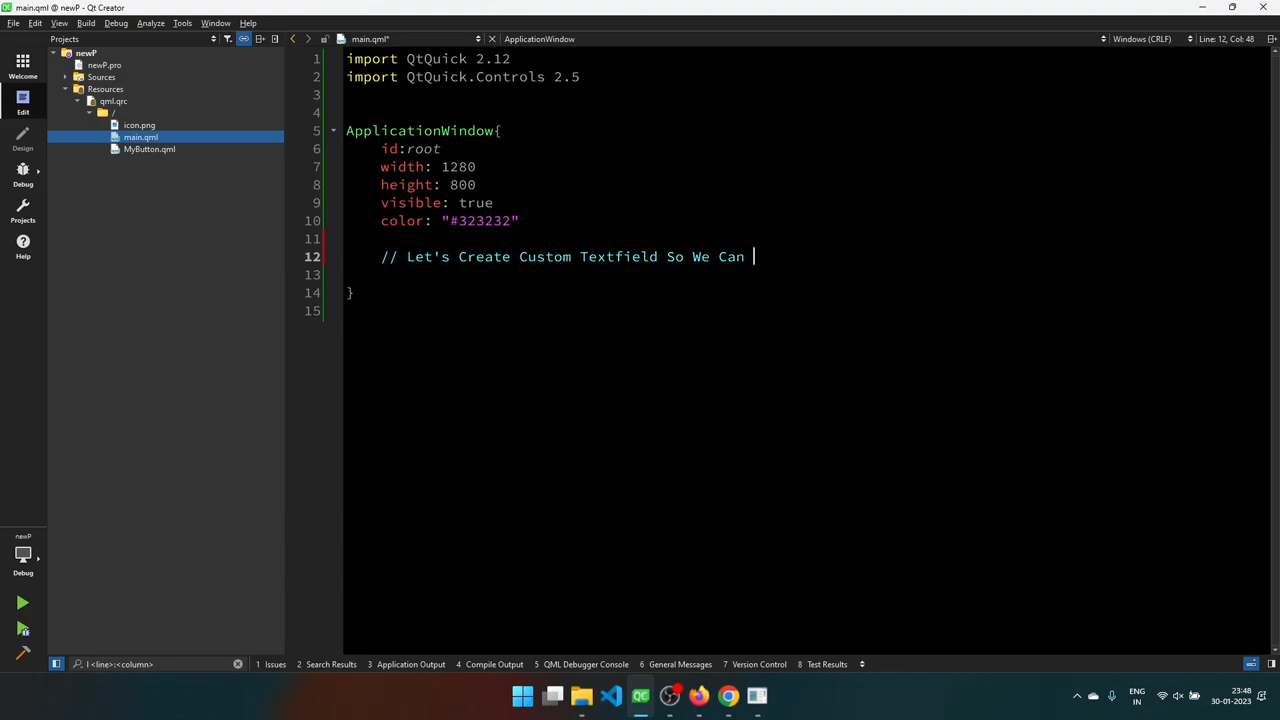 main.qml @ newP - Qt Creator
File Edit View Build Debug Analyze Tools Window Help
Projects main.qml* ApplicationWindow Windows (CRLF) Line: 12, Col: 48
Welcome
Edit
Design
Debug
Projects
Help
newP
newP.pro
Sources
Resources
qml.qrc
/
icon.png
main.qml
MyButton.qml
1 import QtQuick 2.12
2 import QtQuick.Controls 2.5
3
4
5 ApplicationWindow{
6 id:root
7 width: 1280
8 height: 800
9 visible: true
10 color: "#323232"
11
12 // Let's Create Custom Textfield So We Can
13
14 }
15
newP
Debug
l <line>:<column> 1 Issues 2 Search Results 3 Application Output 4 Compile Output 5 QML Debugger Console 6 General Messages 7 Version Control 8 Test Results
QC
ENG
IN
23:48
30-01-2023